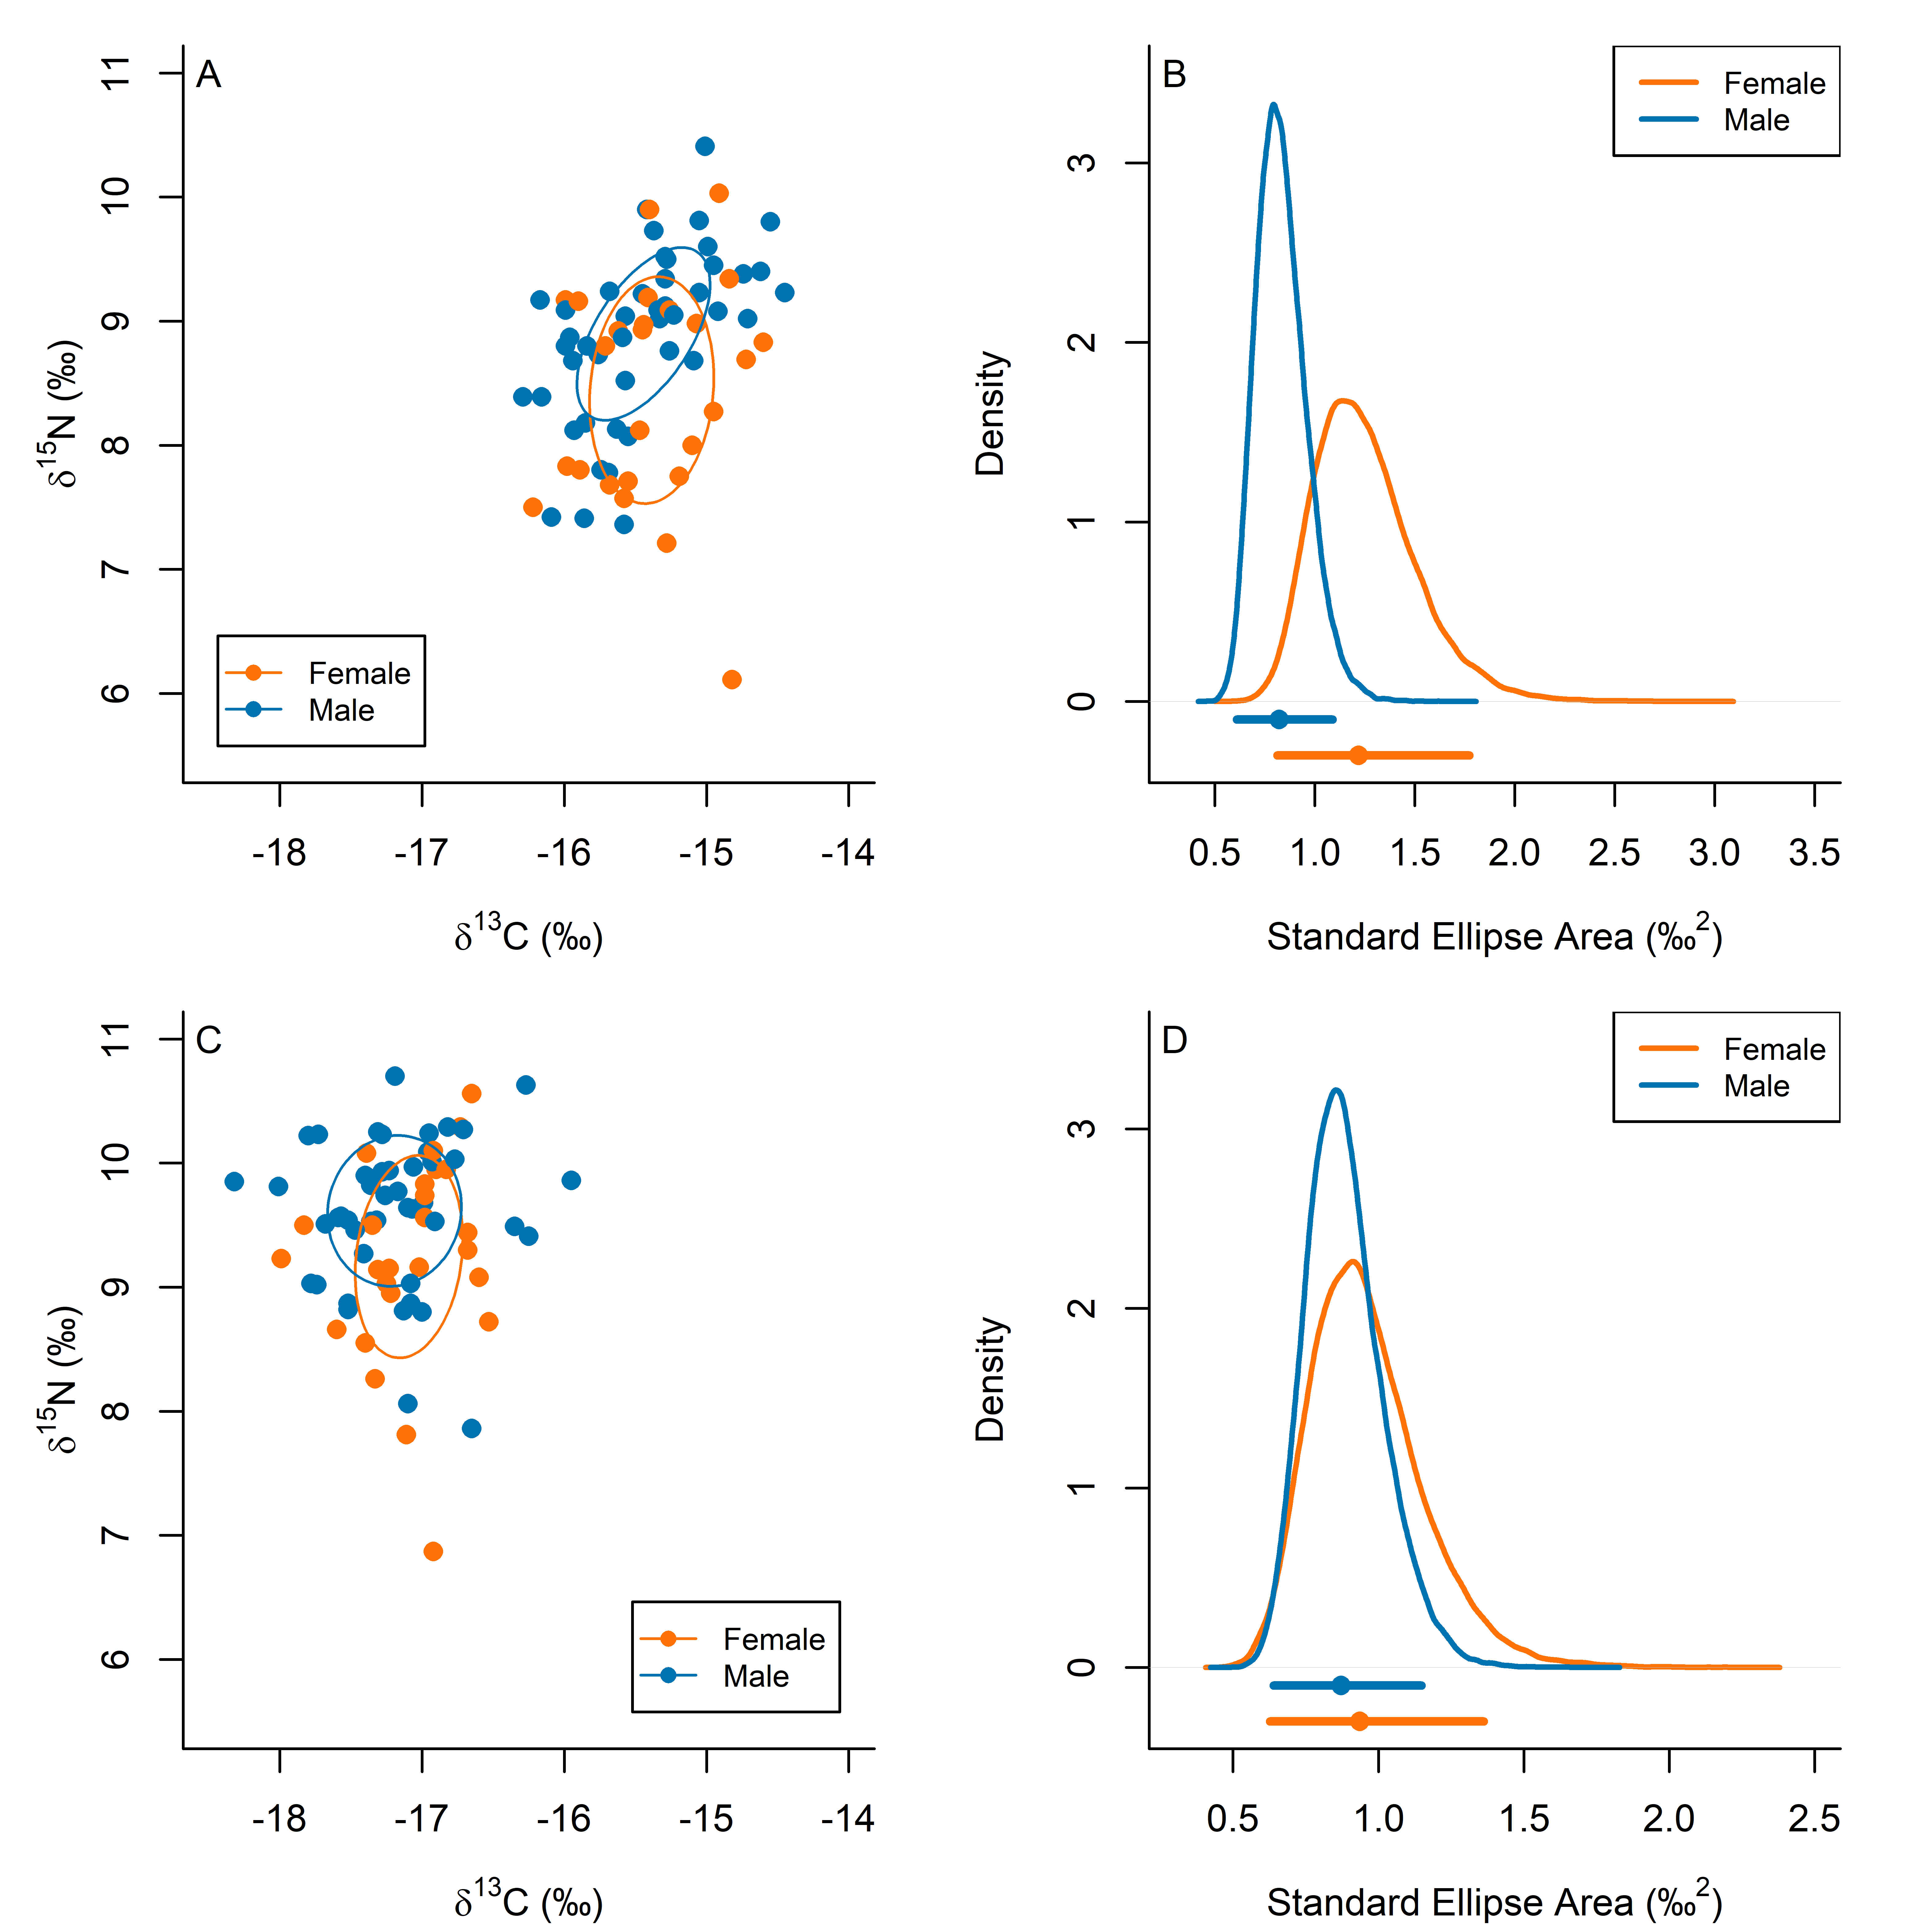 A
11
10
9
8
7
6
δ15N (‰)
Female
Male
-18 -17 -16 -15 -14
δ13C (‰)
B
Female
Male
3
2
1
0
Density
0.5 1.0 1.5 2.0 2.5 3.0 3.5
Standard Ellipse Area (‰2)
C
11
10
9
8
7
6
δ15N (‰)
Female
Male
-18 -17 -16 -15 -14
δ13C (‰)
D
Female
Male
3
2
1
0
Density
0.5 1.0 1.5 2.0 2.5
Standard Ellipse Area (‰2)